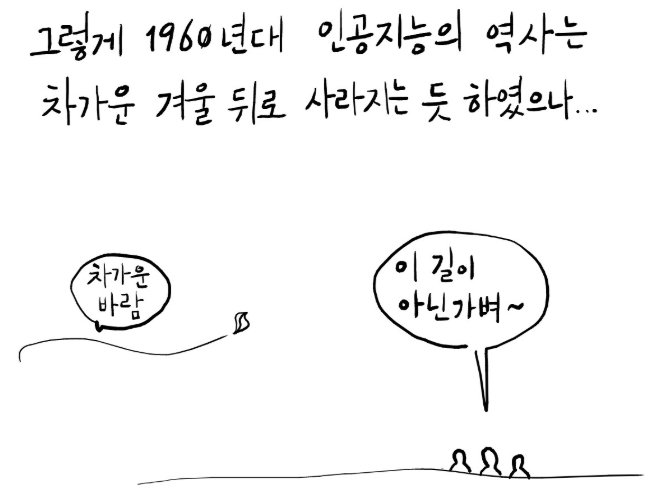 그렇게 1960년대 인공지능의 역사는
차가운 겨울 뒤로 사라지는 듯 하였으나...
차가운
바람
이 길이
아닌가벼~